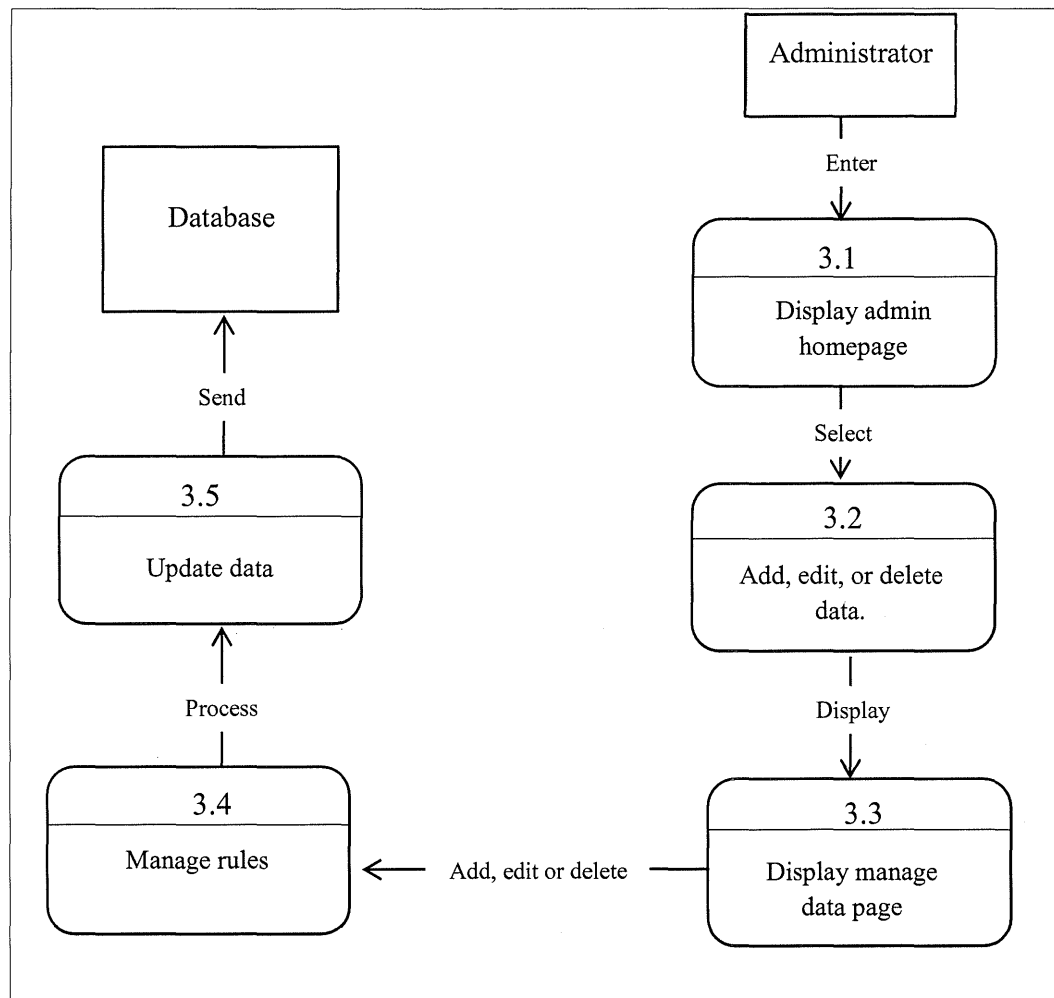 Administrator
Enter
3.1
Display admin
homepage
Select
3.2
Add, edit, or delete
data.
Display
3.3
Display manage
data page
Add, edit or delete
3.4
Manage rules
Process
3.5
Update data
Send
Database